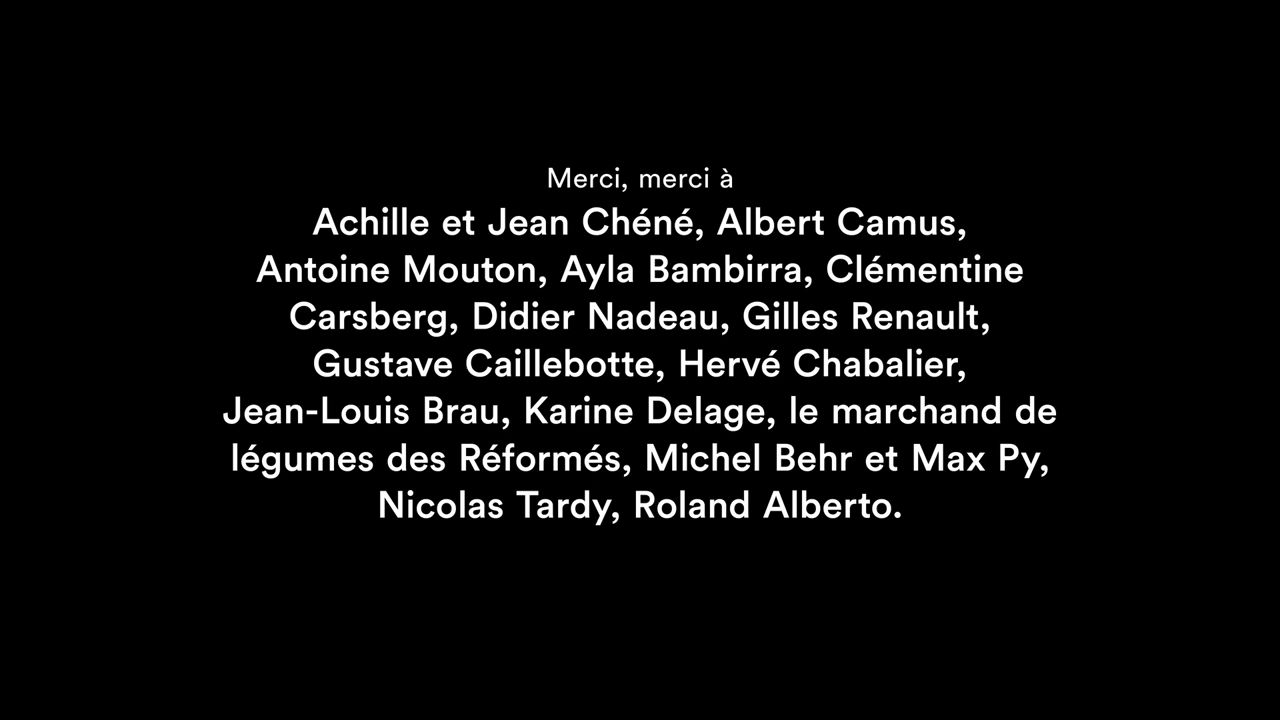 Merci, merci à
Achille et Jean Chéné, Albert Camus,
Antoine Mouton, Ayla Bambirra, Clémentine
Carsberg, Didier Nadeau, Gilles Renault,
Gustave Caillebotte, Hervé Chabalier,
Jean-Louis Brau, Karine Delage, le marchand de
légumes des Réformés, Michel Behr et Max Py,
Nicolas Tardy, Roland Alberto.